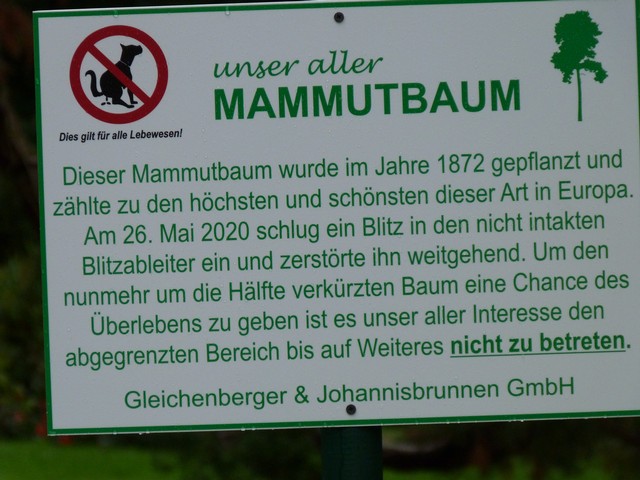 unser aller
MAMMUTBAUM
Dies gilt für alle Lebewesen!
Dieser Mammutbaum wurde im Jahre 1872 gepflanzt und
zählte zu den höchsten und schönsten dieser Art in Europa.
Am 26. Mai 2020 schlug ein Blitz in den nicht intakten
Blitzableiter ein und zerstörte ihn weitgehend. Um den
nunmehr um die Hälfte verkürzten Baum eine Chance des
Überlebens zu geben ist es unser aller Interesse den
abgegrenzten Bereich bis auf Weiteres nicht zu betreten.
Gleichenberger & Johannisbrunnen GmbH